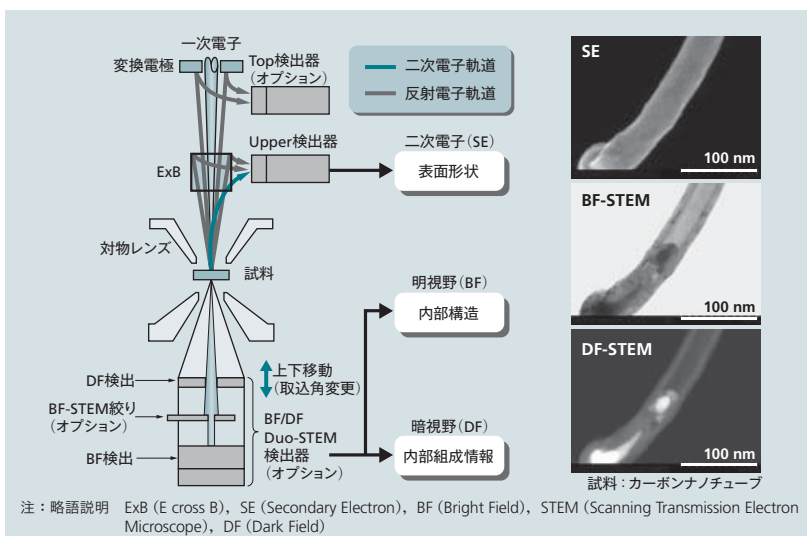 一次電子
変換電極
Top検出器
（オプション）
二次電子軌道
反射電子軌道
Upper検出器
ExB
二次電子（SE）
表面形状
対物レンズ
試料
明視野（BF）
内部構造
DF検出
上下移動
（取込角変更）
BF-STEM絞り
（オプション）
BF/DF
Duo-STEM
検出器
（オプション）
BF検出
暗視野（DF）
内部組成情報
SE
100 nm
BF-STEM
100 nm
DF-STEM
100 nm
試料：カーボンナノチューブ
注：略語説明　ExB（E cross B），SE（Secondary Electron），BF（Bright Field），STEM（Scanning Transmission Electron
Microscope），DF（Dark Field）